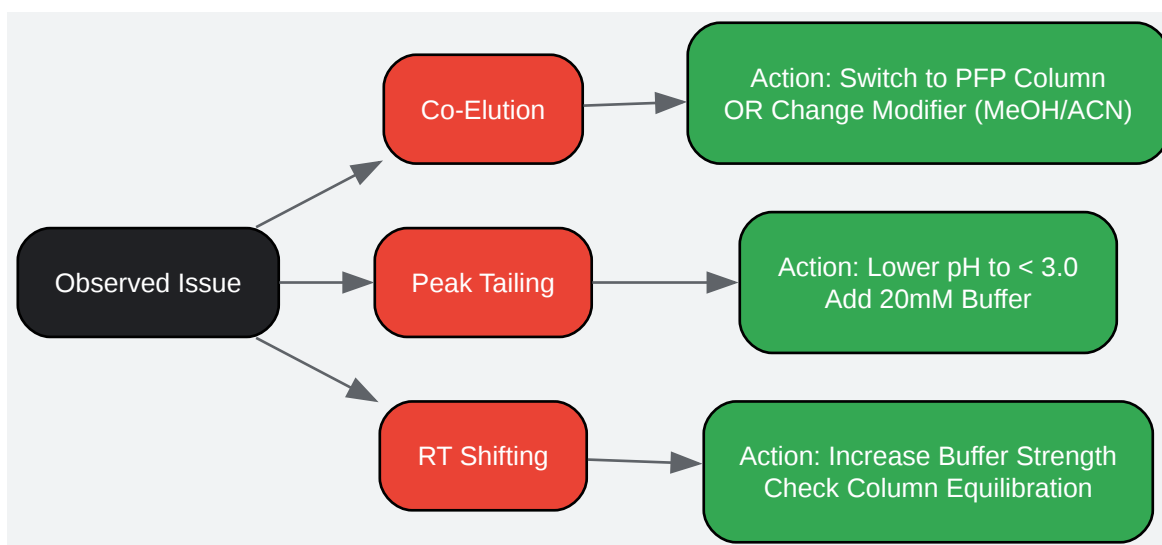 Observed Issue
Co-Elution
Action: Switch to PFP Column
OR Change Modifier (MeOH/ACN)
Peak Tailing
Action: Lower pH to < 3.0
Add 20mM Buffer
RT Shifting
Action: Increase Buffer Strength
Check Column Equilibration